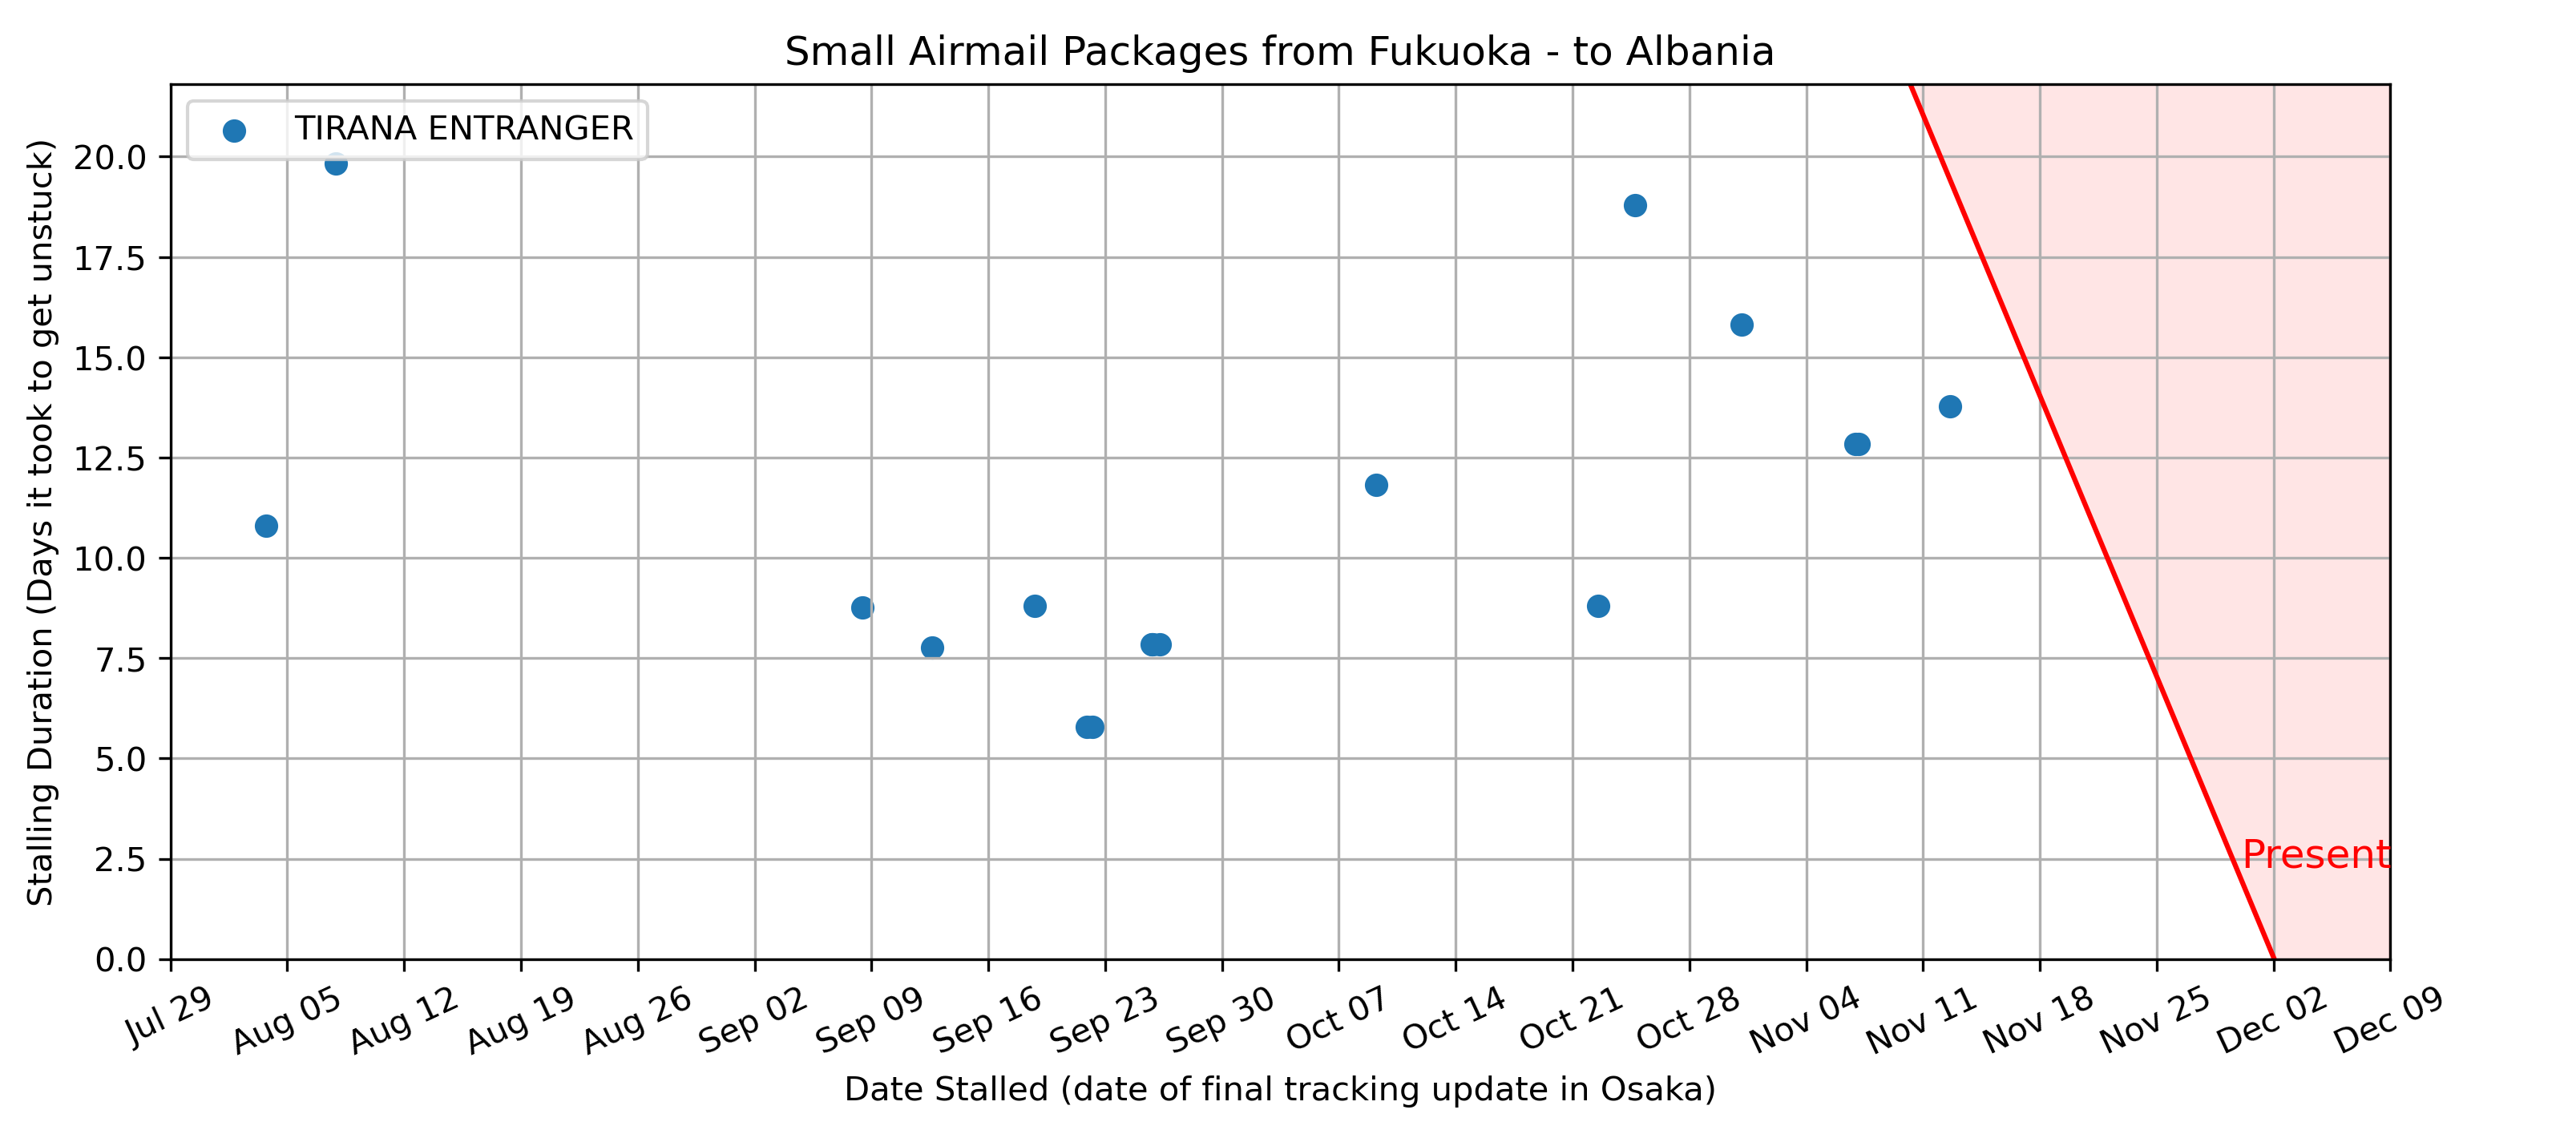 Small Airmail Packages from Fukuoka - to Albania
TIRANA ENTRANGER
Stalling Duration (Days it took to get unstuck)
20.0
17.5
15.0
12.5
10.0
7.5
5.0
2.5
0.0
Present
Jul 29 Aug 05 Aug 12 Aug 19 Aug 26 Sep 02 Sep 09 Sep 16 Sep 23 Sep 30 Oct 07 Oct 14 Oct 21 Oct 28 Nov 04 Nov 11 Nov 18 Nov 25 Dec 02 Dec 09
Date Stalled (date of final tracking update in Osaka)